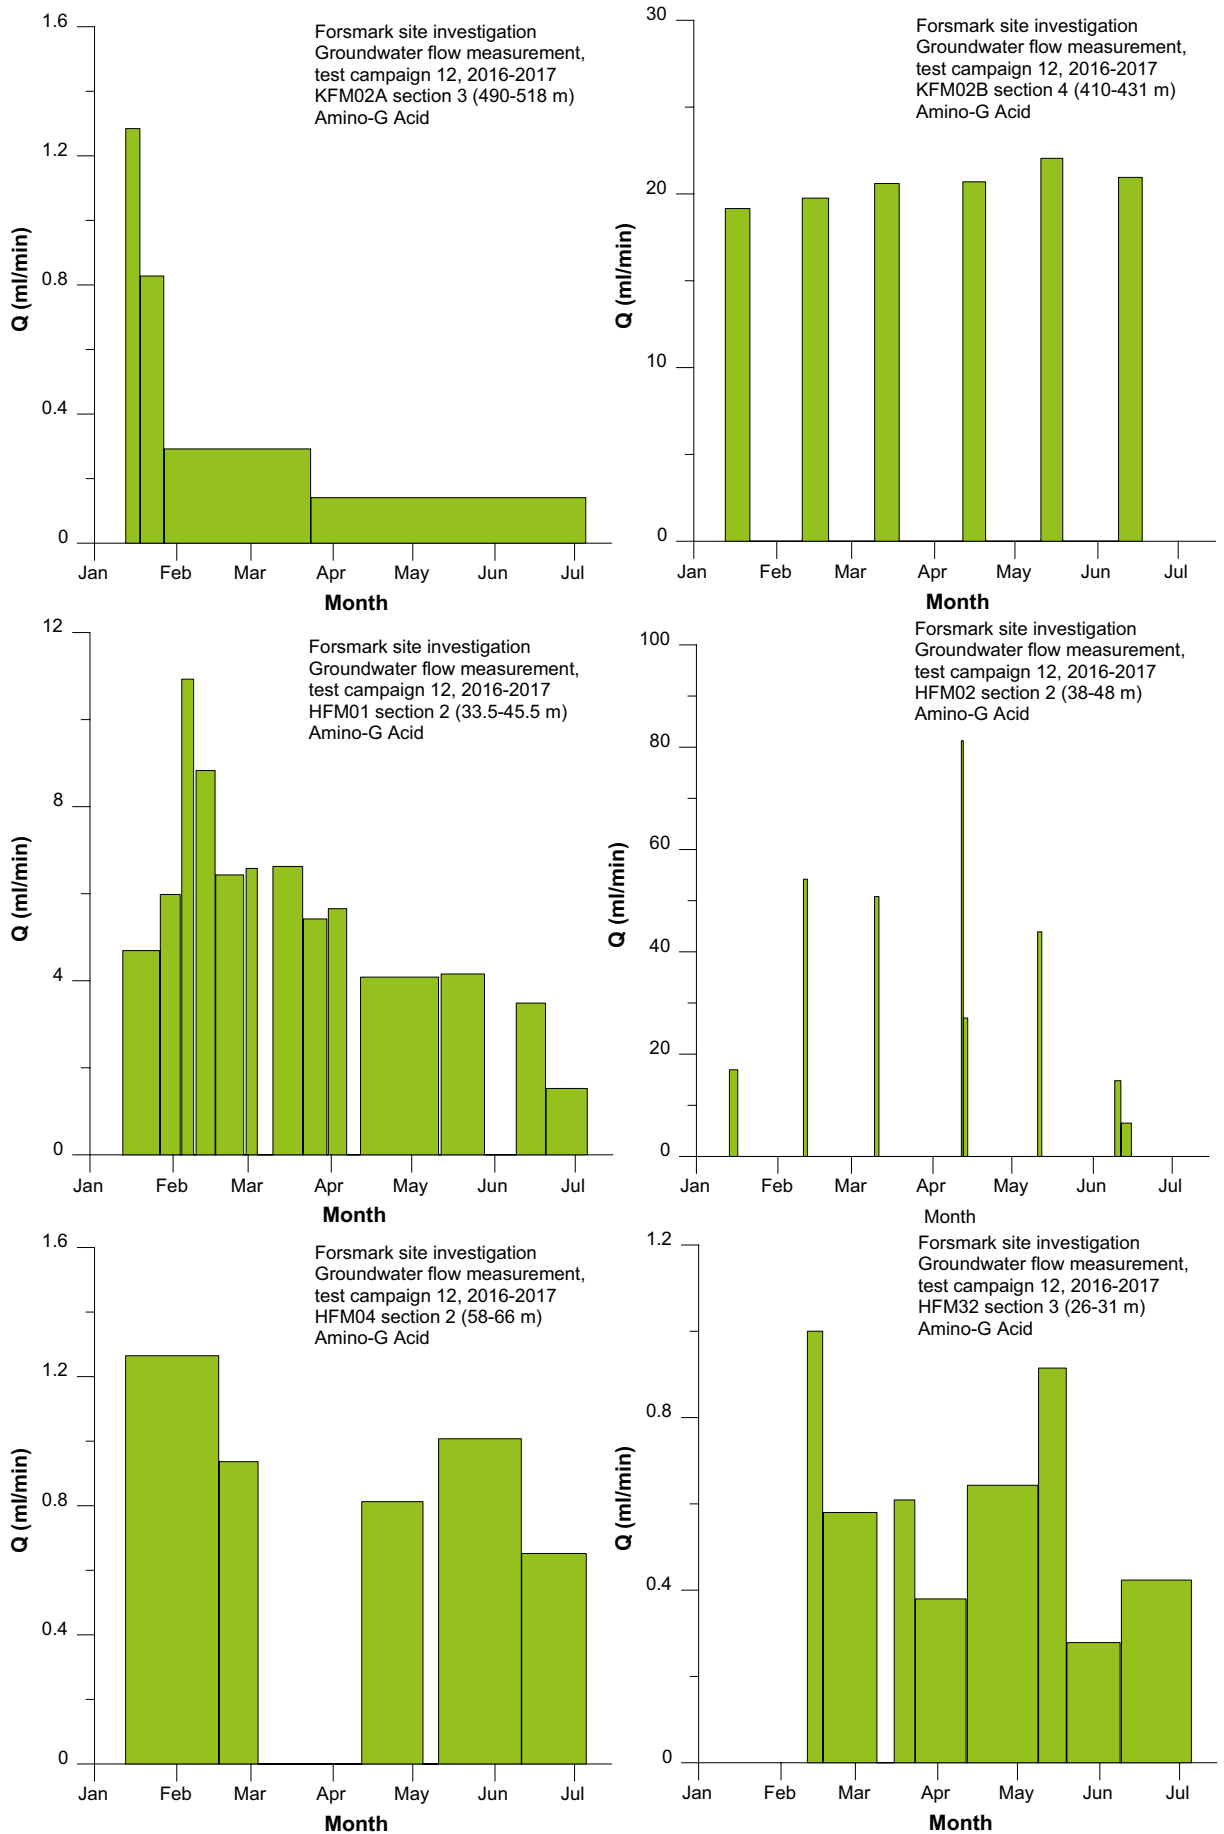 Forsmark site investigation
Groundwater flow measurement,
test campaign 12, 2016-2017
KFM02A section 3 (490-518 m)
Amino-G Acid
1.6
1.2
0.8
0.4
0
Q (ml/min)
Jan Feb Mar Apr May Jun Jul
Month
Forsmark site investigation
Groundwater flow measurement,
test campaign 12, 2016-2017
KFM02B section 4 (410-431 m)
Amino-G Acid
30
20
10
0
Q (ml/min)
Jan Feb Mar Apr May Jun Jul
Month
Forsmark site investigation
Groundwater flow measurement,
test campaign 12, 2016-2017
HFM01 section 2 (33.5-45.5 m)
Amino-G Acid
12
8
4
0
Q (ml/min)
Jan Feb Mar Apr May Jun Jul
Month
Forsmark site investigation
Groundwater flow measurement,
test campaign 12, 2016-2017
HFM02 section 2 (38-48 m)
Amino-G Acid
100
80
60
40
20
0
Q (ml/min)
Jan Feb Mar Apr May Jun Jul
Month
Forsmark site investigation
Groundwater flow measurement,
test campaign 12, 2016-2017
HFM04 section 2 (58-66 m)
Amino-G Acid
1.6
1.2
0.8
0.4
0
Q (ml/min)
Jan Feb Mar Apr May Jun Jul
Month
Forsmark site investigation
Groundwater flow measurement,
test campaign 12, 2016-2017
HFM32 section 3 (26-31 m)
Amino-G Acid
1.2
0.8
0.4
0
Q (ml/min)
Jan Feb Mar Apr May Jun Jul
Month